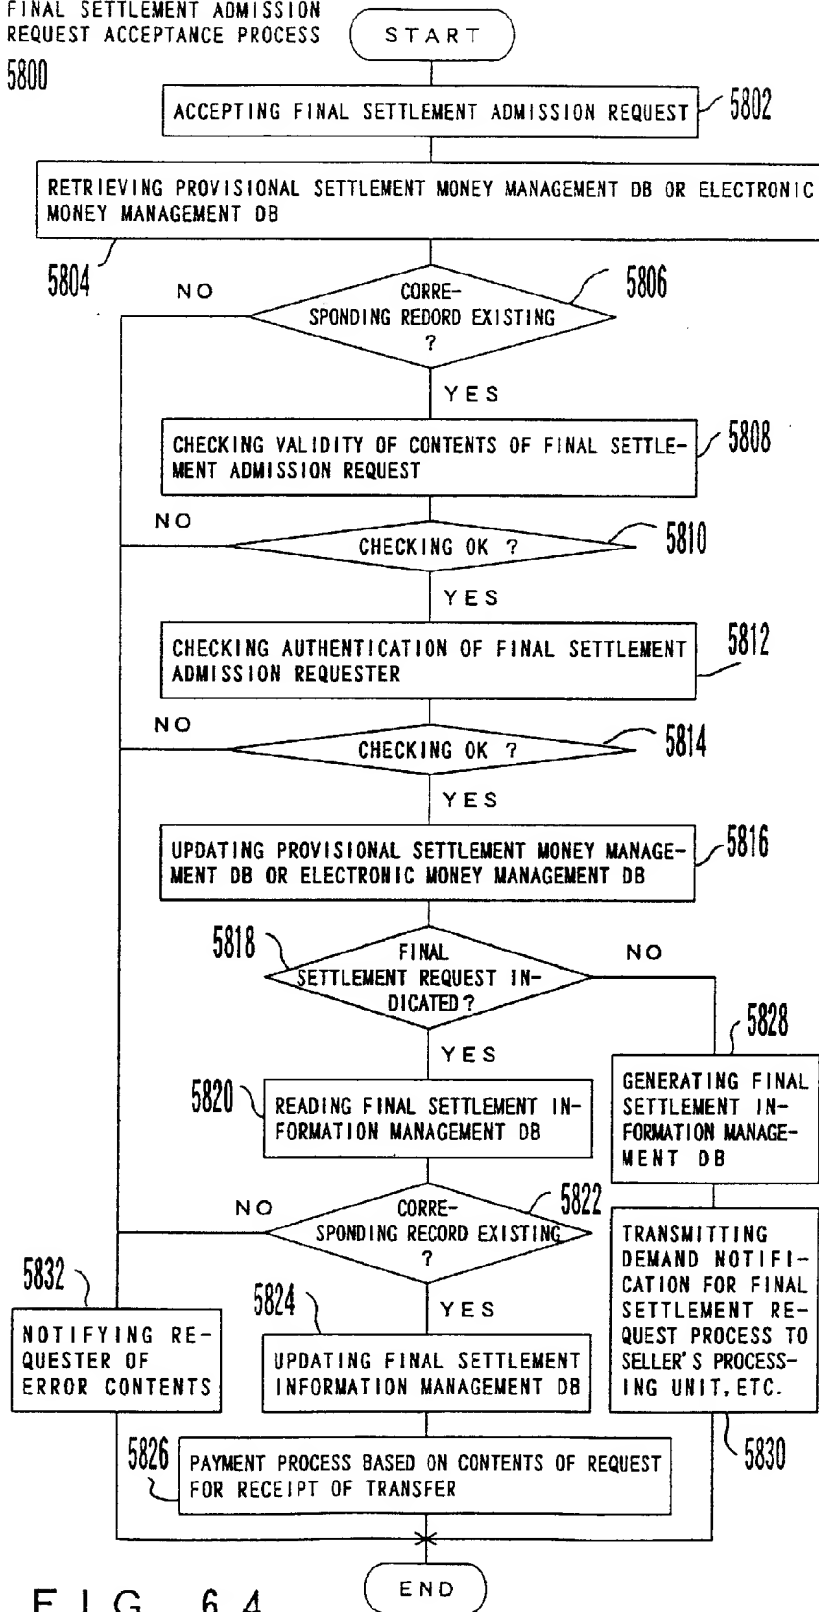 FINAL SETTLEMENT ADMISSION
REQUEST ACCEPTANCE PROCESS
5800
START
ACCEPTING FINAL SETTLEMENT ADMISSION REQUEST
5802
RETRIEVING PROVISIONAL SETTLEMENT MONEY MANAGEMENT DB OR ELECTRONIC
MONEY MANAGEMENT DB
5804
NO
CORRE-
SPONDING REDORD EXISTING
?
5806
YES
CHECKING VALIDITY OF CONTENTS OF FINAL SETTLE-
MENT ADMISSION REQUEST
5808
NO
CHECKING OK ?
5810
YES
CHECKING AUTHENTICATION OF FINAL SETTLEMENT
ADMISSION REQUESTER
5812
NO
CHECKING OK ?
5814
YES
UPDATING PROVISIONAL SETTLEMENT MONEY MANAGE-
MENT DB OR ELECTRONIC MONEY MANAGEMENT DB
5816
5818
FINAL
SETTLEMENT REQUEST IN-
DICATED?
NO
YES
5828
GENERATING FINAL
SETTLEMENT IN-
FORMATION MANAGE-
MENT DB
5820
READING FINAL SETTLEMENT IN-
FORMATION MANAGEMENT DB
NO
CORRE-
SPONDING RECORD EXISTING
?
5822
YES
TRANSMITTING
DEMAND NOTIFI-
CATION FOR FINAL
SETTLEMENT RE-
QUEST PROCESS TO
SELLER'S PROCESS-
ING UNIT, ETC.
5830
5832
NOTIFYING RE-
QUESTER OF
ERROR CONTENTS
5824
UPDATING FINAL SETTLEMENT
INFORMATION MANAGEMENT DB
5826
PAYMENT PROCESS BASED ON CONTENTS OF REQUEST
FOR RECEIPT OF TRANSFER
END
FIG. 64